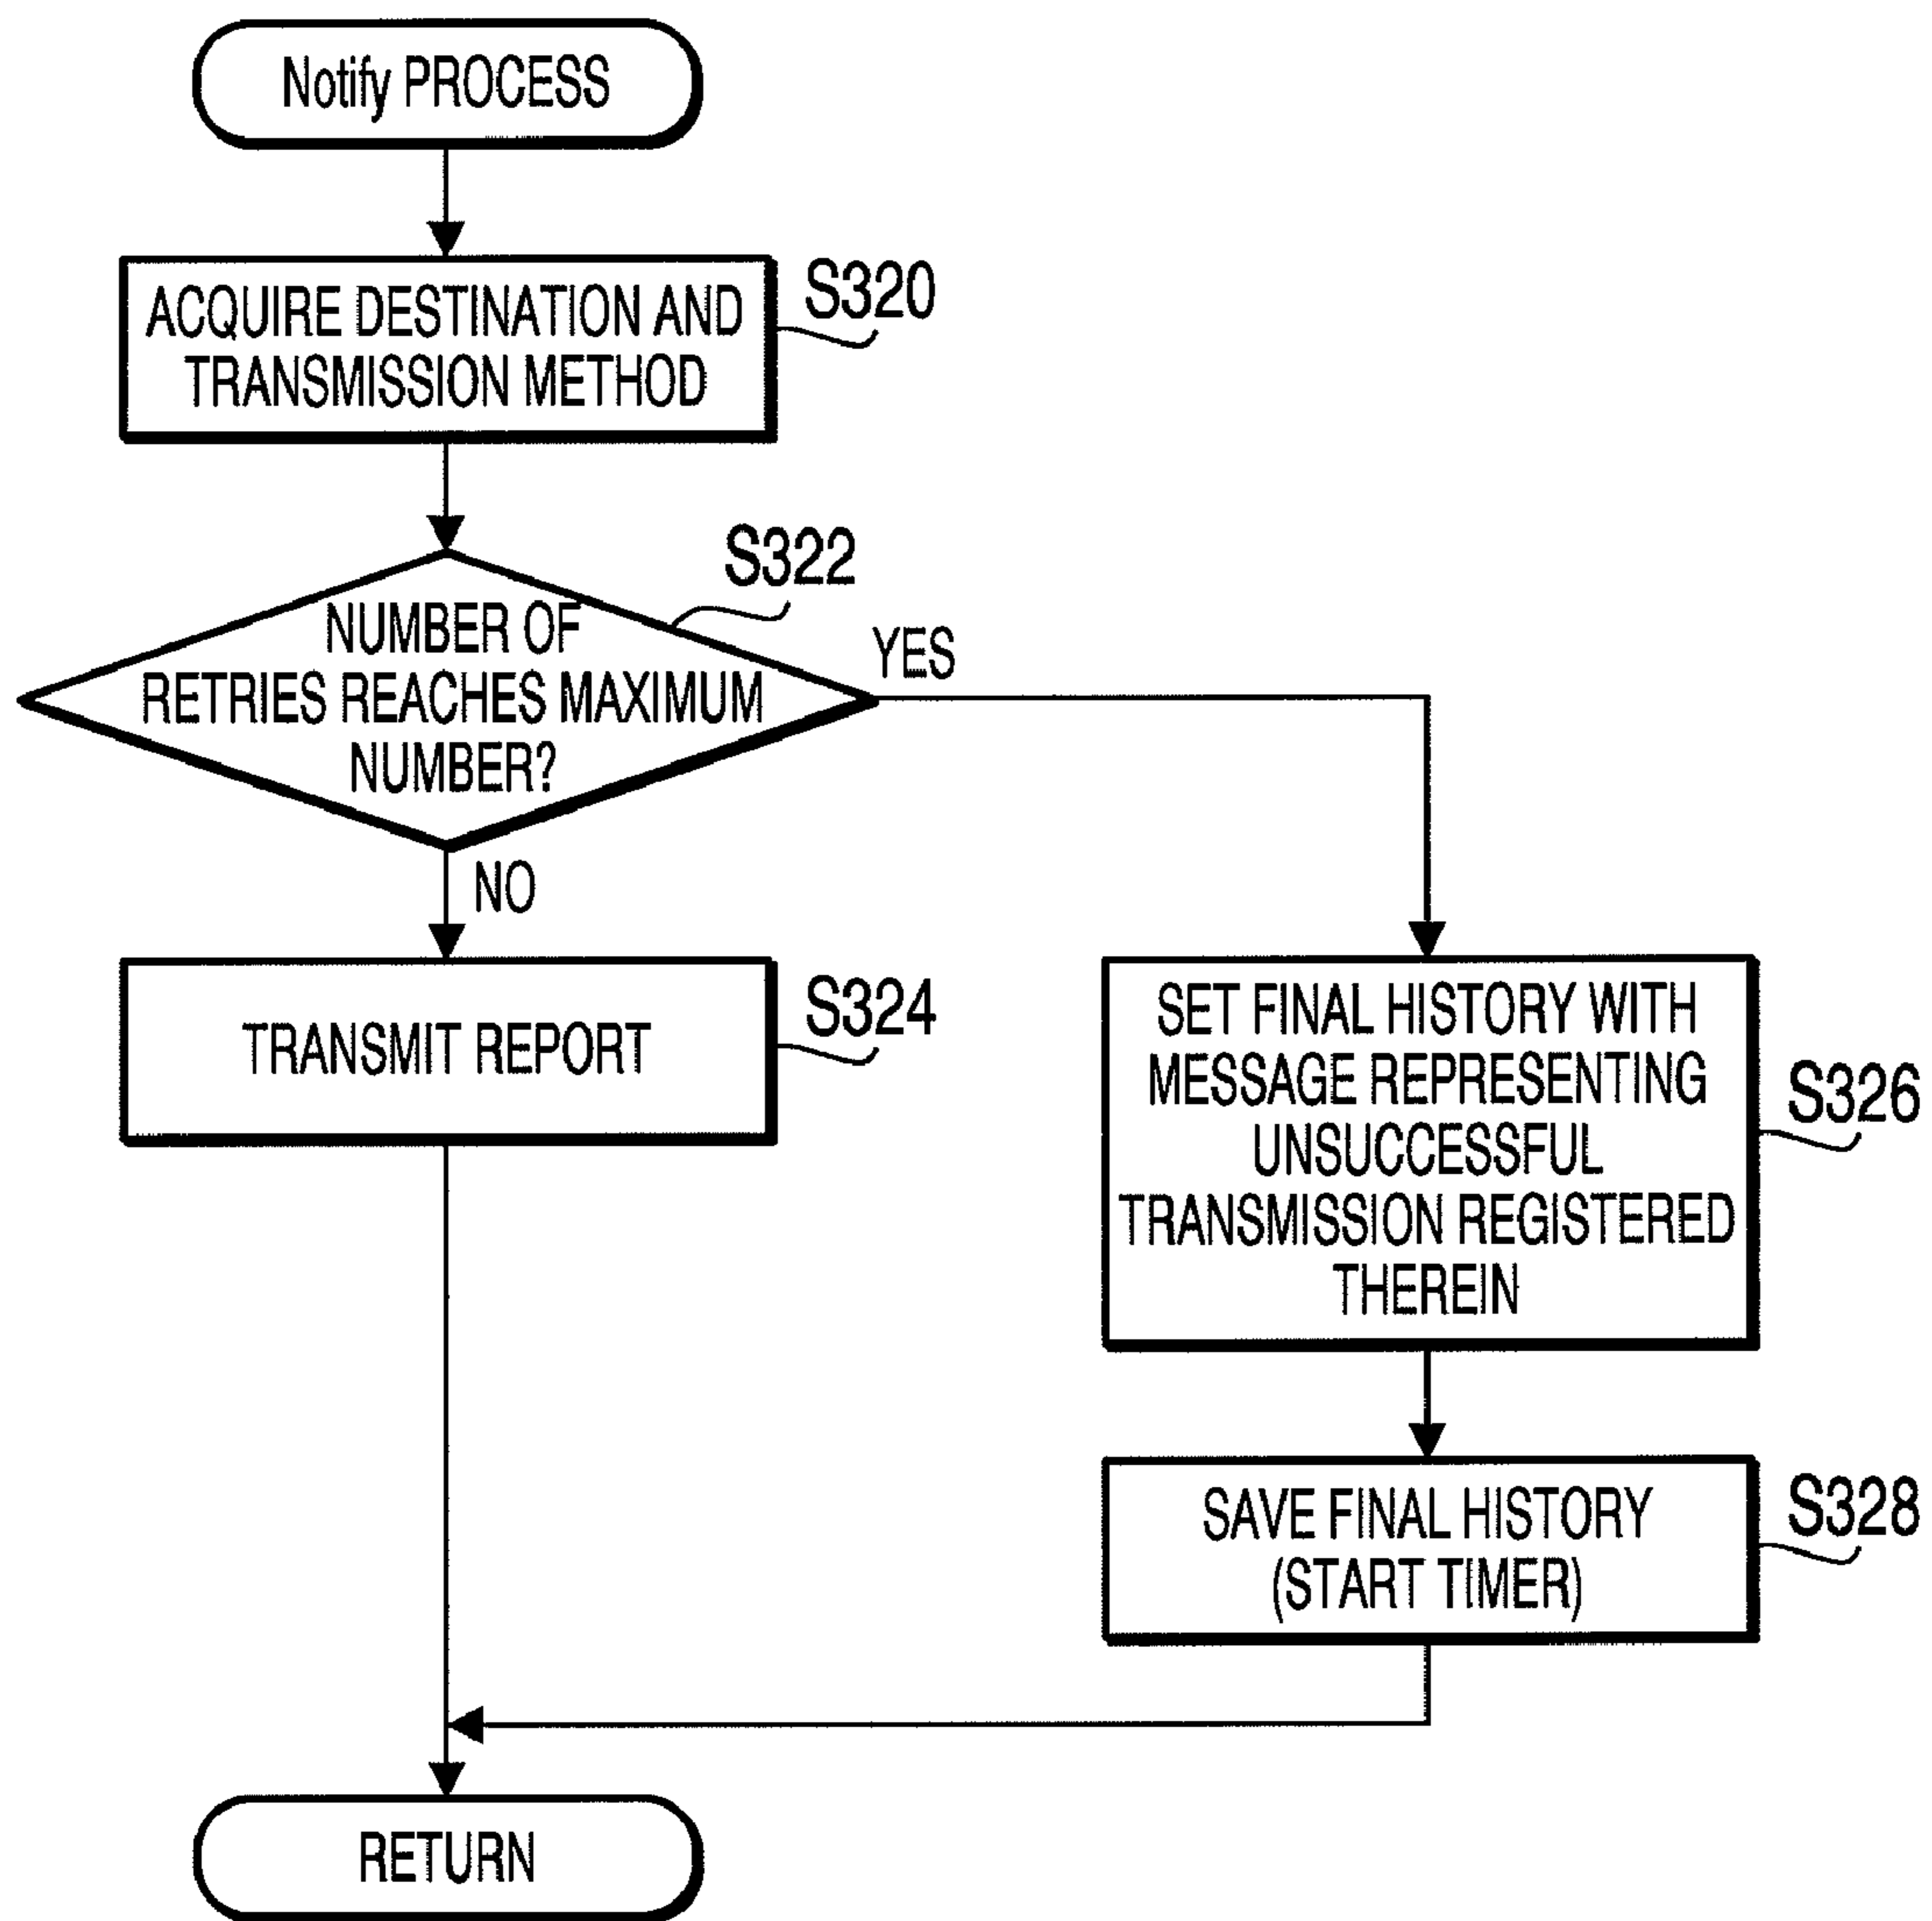 Notify PROCESS
S320
ACQUIRE DESTINATION AND
TRANSMISSION METHOD
S322
NUMBER OF
RETRIES REACHES MAXIMUM
NUMBER?
YES
NO
S324
TRANSMIT REPORT
SET FINAL HISTORY WITH
MESSAGE REPRESENTING
UNSUCCESSFUL
TRANSMISSION REGISTERED
THEREIN
S326
SAVE FINAL HISTORY
(START TIMER)
S328
RETURN